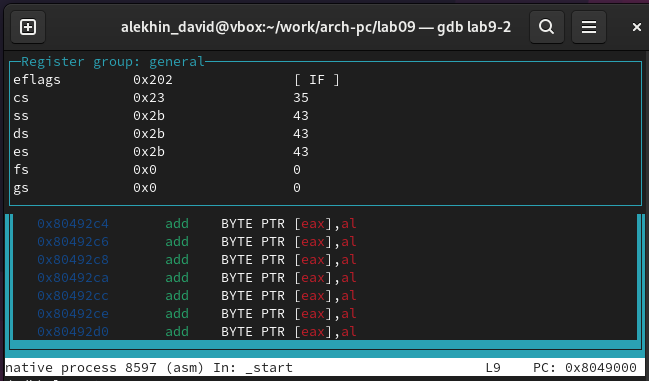 alekhin_david@vbox:~/work/arch-pc/lab09 — gdb lab9-2
Register group: general
eflags 0x202 [ IF ]
cs 0x23 35
ss 0x2b 43
ds 0x2b 43
es 0x2b 43
fs 0x0 0
gs 0x0 0
0x80492c4 add BYTE PTR [eax],al
0x80492c6 add BYTE PTR [eax],al
0x80492c8 add BYTE PTR [eax],al
0x80492ca add BYTE PTR [eax],al
0x80492cc add BYTE PTR [eax],al
0x80492ce add BYTE PTR [eax],al
0x80492d0 add BYTE PTR [eax],al
native process 8597 (asm) In: _start L9 PC: 0x8049000